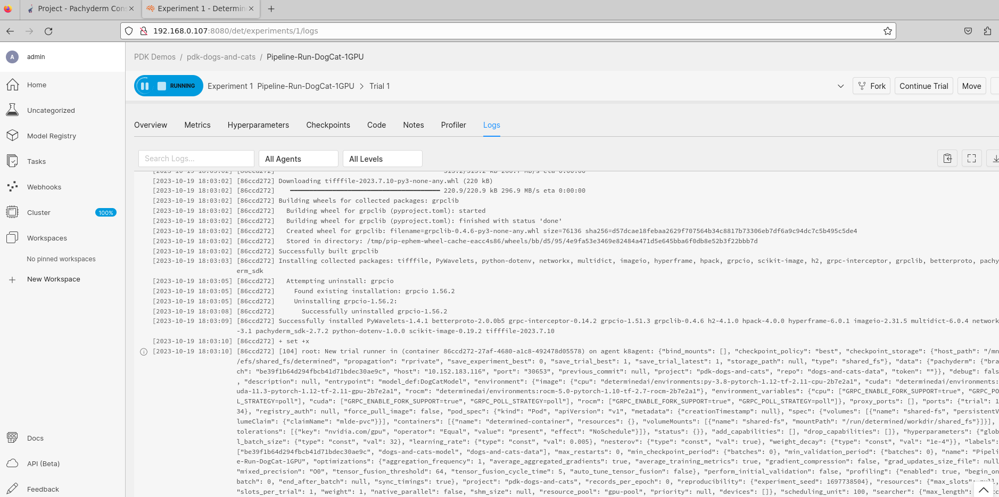 Project - Pachyderm Con
Experiment 1 - Determin
192.168.0.107:8080/det/experiments/1/logs
A admin
PDK Demos / pdk-dogs-and-cats / Pipeline-Run-DogCat-1GPU
Home
RUNNING Experiment 1 Pipeline-Run-DogCat-1GPU > Trial 1
Fork Continue Trial Move
Uncategorized
Overview Metrics Hyperparameters Checkpoints Code Notes Profiler Logs
Model Registry
Tasks
Search Logs... All Agents All Levels
Webhooks
Cluster 100%
Workspaces
No pinned workspaces
+ New Workspace
Docs
API (Beta)
Feedback
[2023-10-19 18:03:02] [86ccd272] 313.2/313.2 kB 266.7 MB/s eta 0:00:00
[2023-10-19 18:03:02] [86ccd272] Downloading tifffile-2023.7.10-py3-none-any.whl (220 kB)
[2023-10-19 18:03:02] [86ccd272] 220.9/220.9 kB 296.9 MB/s eta 0:00:00
[2023-10-19 18:03:02] [86ccd272] Building wheels for collected packages: grpclib
[2023-10-19 18:03:02] [86ccd272] Building wheel for grpclib (pyproject.toml): started
[2023-10-19 18:03:02] [86ccd272] Building wheel for grpclib (pyproject.toml): finished with status 'done'
[2023-10-19 18:03:02] [86ccd272] Created wheel for grpclib: filename=grpclib-0.4.6-py3-none-any.whl size=76136 sha256=d57dcae18febaa2629f707564b34c8817b73306eb7df6a9c94dc7c5b495c5de4
[2023-10-19 18:03:02] [86ccd272] Stored in directory: /tmp/pip-ephem-wheel-cache-eacc4s86/wheels/bb/d5/95/4e9fa53e3469e82484a471d5e645bba6f0db8e52b3f22bbb7d
[2023-10-19 18:03:02] [86ccd272] Successfully built grpclib
[2023-10-19 18:03:03] [86ccd272] Installing collected packages: tifffile, PyWavelets, python-dotenv, networkx, multidict, imageio, hyperframe, hpack, grpcio, scikit-image, h2, grpc-interceptor, grpclib, betterproto, pachy
erm_sdk
[2023-10-19 18:03:05] [86ccd272] Attempting uninstall: grpcio
[2023-10-19 18:03:05] [86ccd272] Found existing installation: grpcio 1.56.2
[2023-10-19 18:03:05] [86ccd272] Uninstalling grpcio-1.56.2:
[2023-10-19 18:03:08] [86ccd272] Successfully uninstalled grpcio-1.56.2
[2023-10-19 18:03:09] [86ccd272] Successfully installed PyWavelets-1.4.1 betterproto-2.0.0b5 grpc-interceptor-0.14.2 grpcio-1.51.3 grpclib-0.4.6 h2-4.1.0 hpack-4.0.0 hyperframe-6.0.1 imageio-2.31.5 multidict-6.0.4 network
-3.1 pachyderm_sdk-2.7.2 python-dotenv-1.0.0 scikit-image-0.19.2 tifffile-2023.7.10
[2023-10-19 18:03:10] [86ccd272] + set +x
[2023-10-19 18:03:10] [86ccd272] [104] root: New trial runner in (container 86ccd272-27af-4680-a1c8-492478d05578) on agent k8agent: {"bind_mounts": [], "checkpoint_policy": "best", "checkpoint_storage": {"host_path": "/mn
/efs/shared_fs/determined", "propagation": "rprivate", "save_experiment_best": 0, "save_trial_best": 1, "save_trial_latest": 1, "storage_path": null, "type": "shared_fs"}, "data": {"pachyderm": {"bra
ch": "be39f1b64d294fbcb41d71bdec30ae9c", "host": "10.152.183.116", "port": "30653", "previous_commit": null, "project": "pdk-dogs-and-cats", "repo": "dogs-and-cats-data", "token": ""}}, "debug": fals
, "description": null, "entrypoint": "model_def:DogCatModel", "environment": {"image": {"cpu": "determinedai/environments:py-3.8-pytorch-1.12-tf-2.11-cpu-2b7e2a1", "cuda": "determinedai/environments:
uda-11.3-pytorch-1.12-tf-2.11-gpu-2b7e2a1", "rocm": "determinedai/environments:rocm-5.0-pytorch-1.10-tf-2.7-rocm-2b7e2a1"}, "environment_variables": {"cpu": ["GRPC_ENABLE_FORK_SUPPORT=true", "GRPC_PO
L_STRATEGY=poll"], "cuda": ["GRPC_ENABLE_FORK_SUPPORT=true", "GRPC_POLL_STRATEGY=poll"], "rocm": ["GRPC_ENABLE_FORK_SUPPORT=true", "GRPC_POLL_STRATEGY=poll"]}, "proxy_ports": [], "ports": {"trial": 1
34}, "registry_auth": null, "force_pull_image": false, "pod_spec": {"kind": "Pod", "apiVersion": "v1", "metadata": {"creationTimestamp": null}, "spec": {"volumes": [{"name": "shared-fs", "persistentV
lumeClaim": {"claimName": "mlde-pvc"}}], "containers": [{"name": "determined-container", "resources": {}, "volumeMounts": [{"name": "shared-fs", "mountPath": "/run/determined/workdir/shared_fs"}]}],
tolerations": [{"key": "nvidia.com/gpu", "operator": "Equal", "value": "present", "effect": "NoSchedule"}]}, "status": {}}, "add_capabilities": [], "drop_capabilities": []}, "hyperparameters": {"glob
l_batch_size": {"type": "const", "val": 32}, "learning_rate": {"type": "const", "val": 0.005}, "nesterov": {"type": "const", "val": true}, "weight_decay": {"type": "const", "val": "1e-4"}}, "labels":
["be39f1b64d294fbcb41d71bdec30ae9c", "dogs-and-cats-model", "dogs-and-cats-data"], "max_restarts": 0, "min_checkpoint_period": {"batches": 0}, "min_validation_period": {"batches": 0}, "name": "Pipeli
e-Run-DogCat-1GPU", "optimizations": {"aggregation_frequency": 1, "average_aggregated_gradients": true, "average_training_metrics": true, "gradient_compression": false, "grad_updates_size_file": null
"mixed_precision": "O0", "tensor_fusion_threshold": 64, "tensor_fusion_cycle_time": 5, "auto_tune_tensor_fusion": false}, "perform_initial_validation": false, "profiling": {"enabled": true, "begin_on
batch": 0, "end_after_batch": null, "sync_timings": true}, "project": "pdk-dogs-and-cats", "records_per_epoch": 0, "reproducibility": {"experiment_seed": 1697738504}, "resources": {"max_slots": null,
"slots_per_trial": 1, "weight": 1, "native_parallel": false, "shm_size": null, "resource_pool": "gpu-pool", "priority": null, "devices": []}, "scheduling_unit": 100, "searcher": {"max_length":